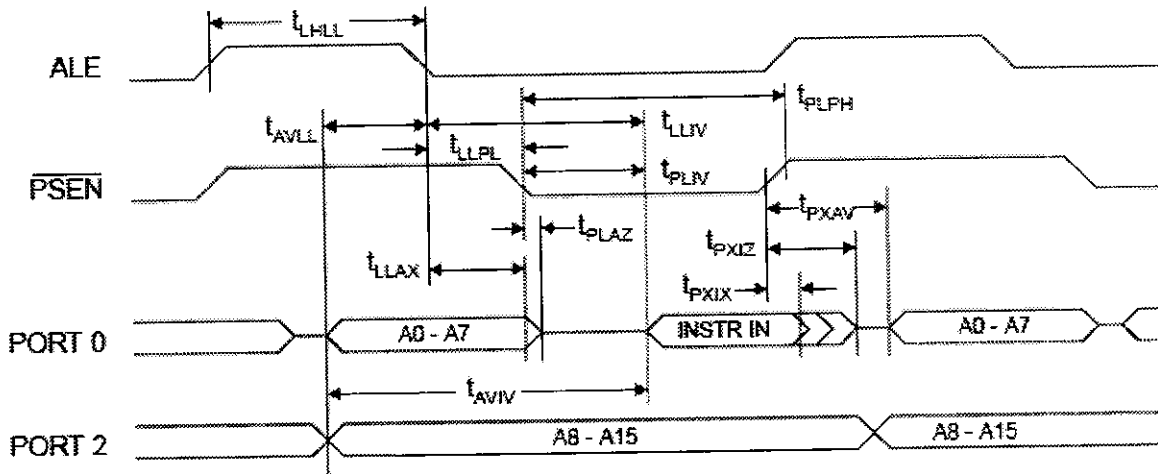 tLHLL
ALE
tPLPH
tAVLL
tLLIV
tLLPL
PSEN
tPLIV
tPXAV
tPLAZ
tPXIZ
tLLAX
tPXIX
PORT 0
A0 - A7
INSTR IN
A0 - A7
tAVIV
PORT 2
A8 - A15
A8 - A15